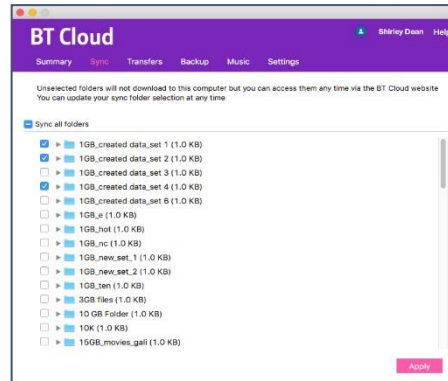 BT Cloud
Shirley Dean Help
Summary Sync Transfers Backup Music Settings
Unselected folders will not download to this computer but you can access them any time via the BT Cloud website
You can update your sync folder selection at any time
Sync all folders
1GB_created data_set 1 (1.0 KB)
1GB_created data_set 2 (1.0 KB)
1GB_created data_set 3 (1.0 KB)
1GB_created data_set 4 (1.0 KB)
1GB_created data_set 6 (1.0 KB)
1GB_e (1.0 KB)
1GB_hot (1.0 KB)
1GB_nc (1.0 KB)
1GB_new_set_1 (1.0 KB)
1GB_new_set_2 (1.0 KB)
1GB_ten (1.0 KB)
3GB files (1.0 KB)
10 GB Folder (1.0 KB)
10K (1.0 KB)
15GB_movies_gali (1.0 KB)
Apply